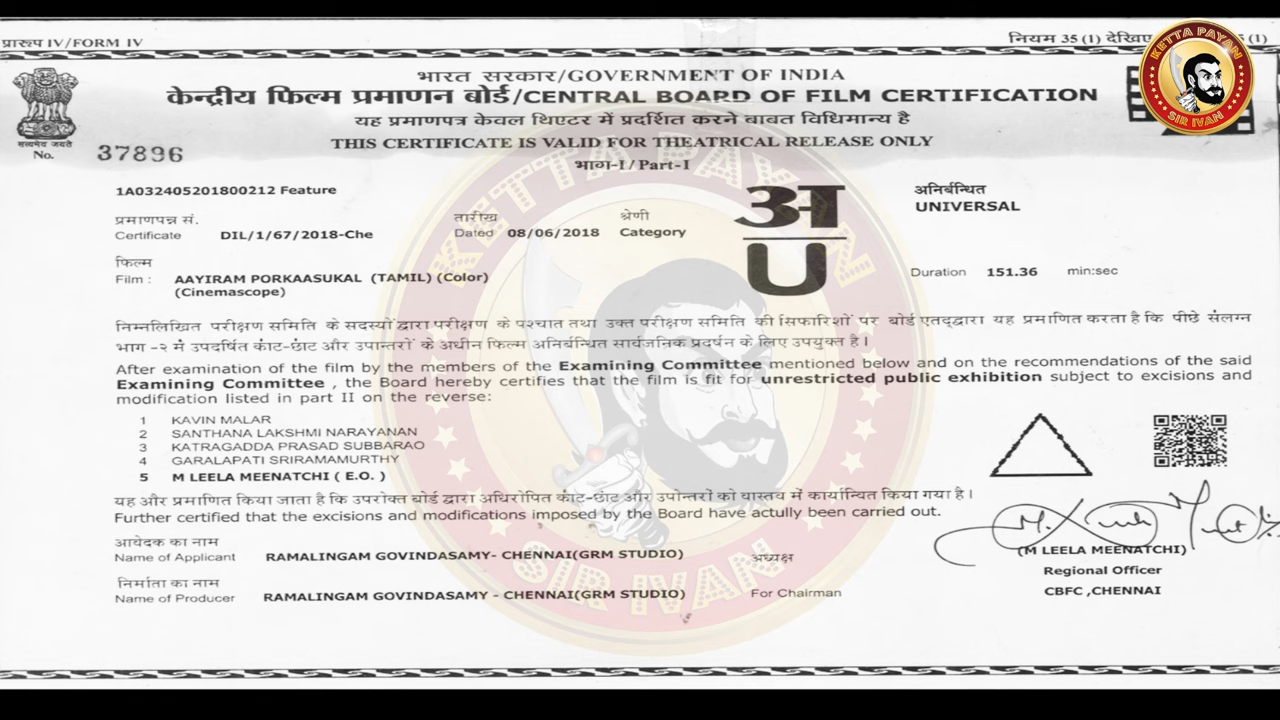 प्रारूप IV/FORM IV
नियम 35 (1) देखिए
(1)
भारत सरकार/GOVERNMENT OF INDIA
केन्द्रीय फिल्म प्रमाणन बोर्ड/CENTRAL BOARD OF FILM CERTIFICATION
यह प्रमाणपत्र केवल थिएटर में प्रदर्शित करने बाबत विधिमान्य है
THIS CERTIFICATE IS VALID FOR THEATRICAL RELEASE ONLY
भाग-I/Part-I
सत्यमेव जयते
No. 37896
KETTA PAYAN
SIR IVAN
1A032405201800212 Feature
अ
U
अनिर्बन्धित
UNIVERSAL
प्रमाणपत्र सं. तारीख श्रेणी
Certificate DIL/1/67/2018-Che Dated 08/06/2018 Category
फिल्म
Film : AAYIRAM PORKAASUKAL (TAMIL) (Color)
(Cinemascope)
Duration 151.36 min:sec
निम्नलिखित परीक्षण समिति के सदस्यों द्वारा परीक्षण के पश्चात तथा उक्त परीक्षण समिति की सिफारिशों पर बोर्ड एतद्द्वारा यह प्रमाणित करता है कि पीछे संलग्न
भाग -२ में उपदर्षित कांट-छांट और उपान्तरों के अधीन फिल्म अनिर्बन्धित सार्वजनिक प्रदर्षन के लिए उपयुक्त है।
After examination of the film by the members of the Examining Committee mentioned below and on the recommendations of the said
Examining Committee , the Board hereby certifies that the film is fit for unrestricted public exhibition subject to excisions and
modification listed in part II on the reverse:
1 KAVIN MALAR
2 SANTHANA LAKSHMI NARAYANAN
3 KATRAGADDA PRASAD SUBBARAO
4 GARALAPATI SRIRAMAMURTHY
5 M LEELA MEENATCHI ( E.O. )
यह और प्रमाणित किया जाता है कि उपरोक्त बोर्ड द्वारा अधिरोपित कांट-छांट और उपांन्तरों को वास्तव में कार्यान्वित किया गया है।
Further certified that the excisions and modifications imposed by the Board have actully been carried out.
आवेदक का नाम
Name of Applicant RAMALINGAM GOVINDASAMY- CHENNAI(GRM STUDIO)
अध्यक्ष
निर्माता का नाम
Name of Producer RAMALINGAM GOVINDASAMY - CHENNAI(GRM STUDIO)
For Chairman
(M LEELA MEENATCHI)
Regional Officer
CBFC ,CHENNAI
KETTA PAYAN
SIR IVAN